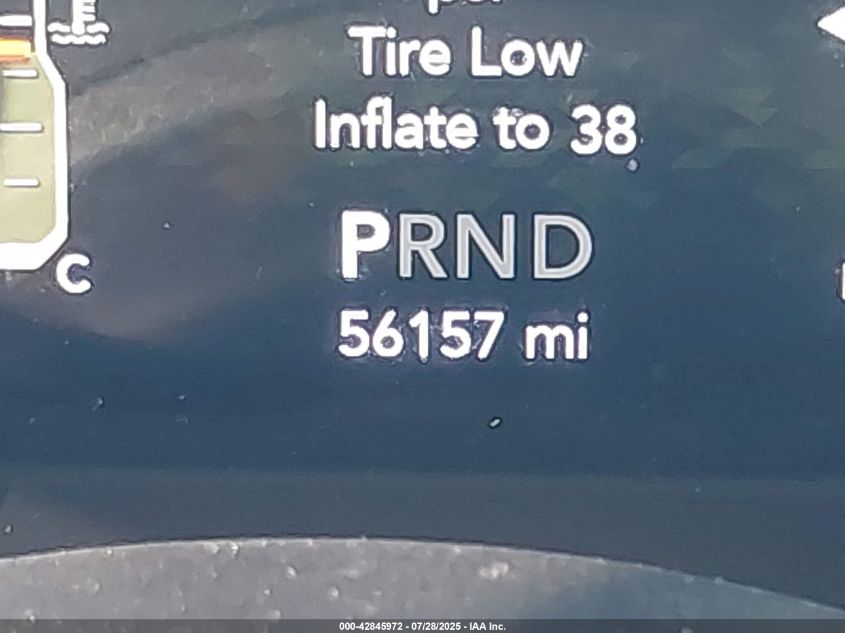 Tire Low
Inflate to 38
PRND
C
56157 mi
000-42845972 - 07/28/2025 - IAA Inc.